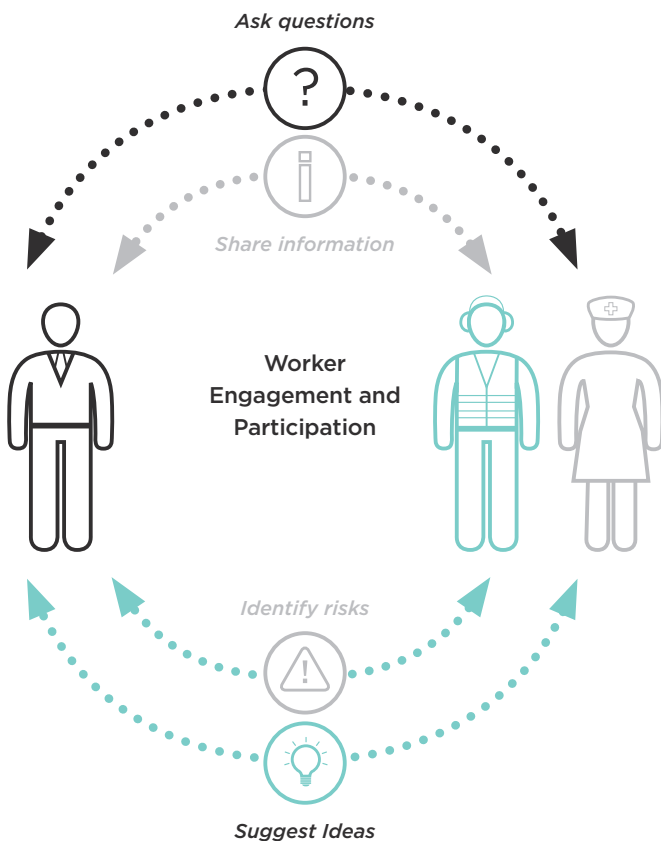 Ask questions
?
i
Share information
Worker
Engagement and
Participation
Identify risks
!
Suggest Ideas